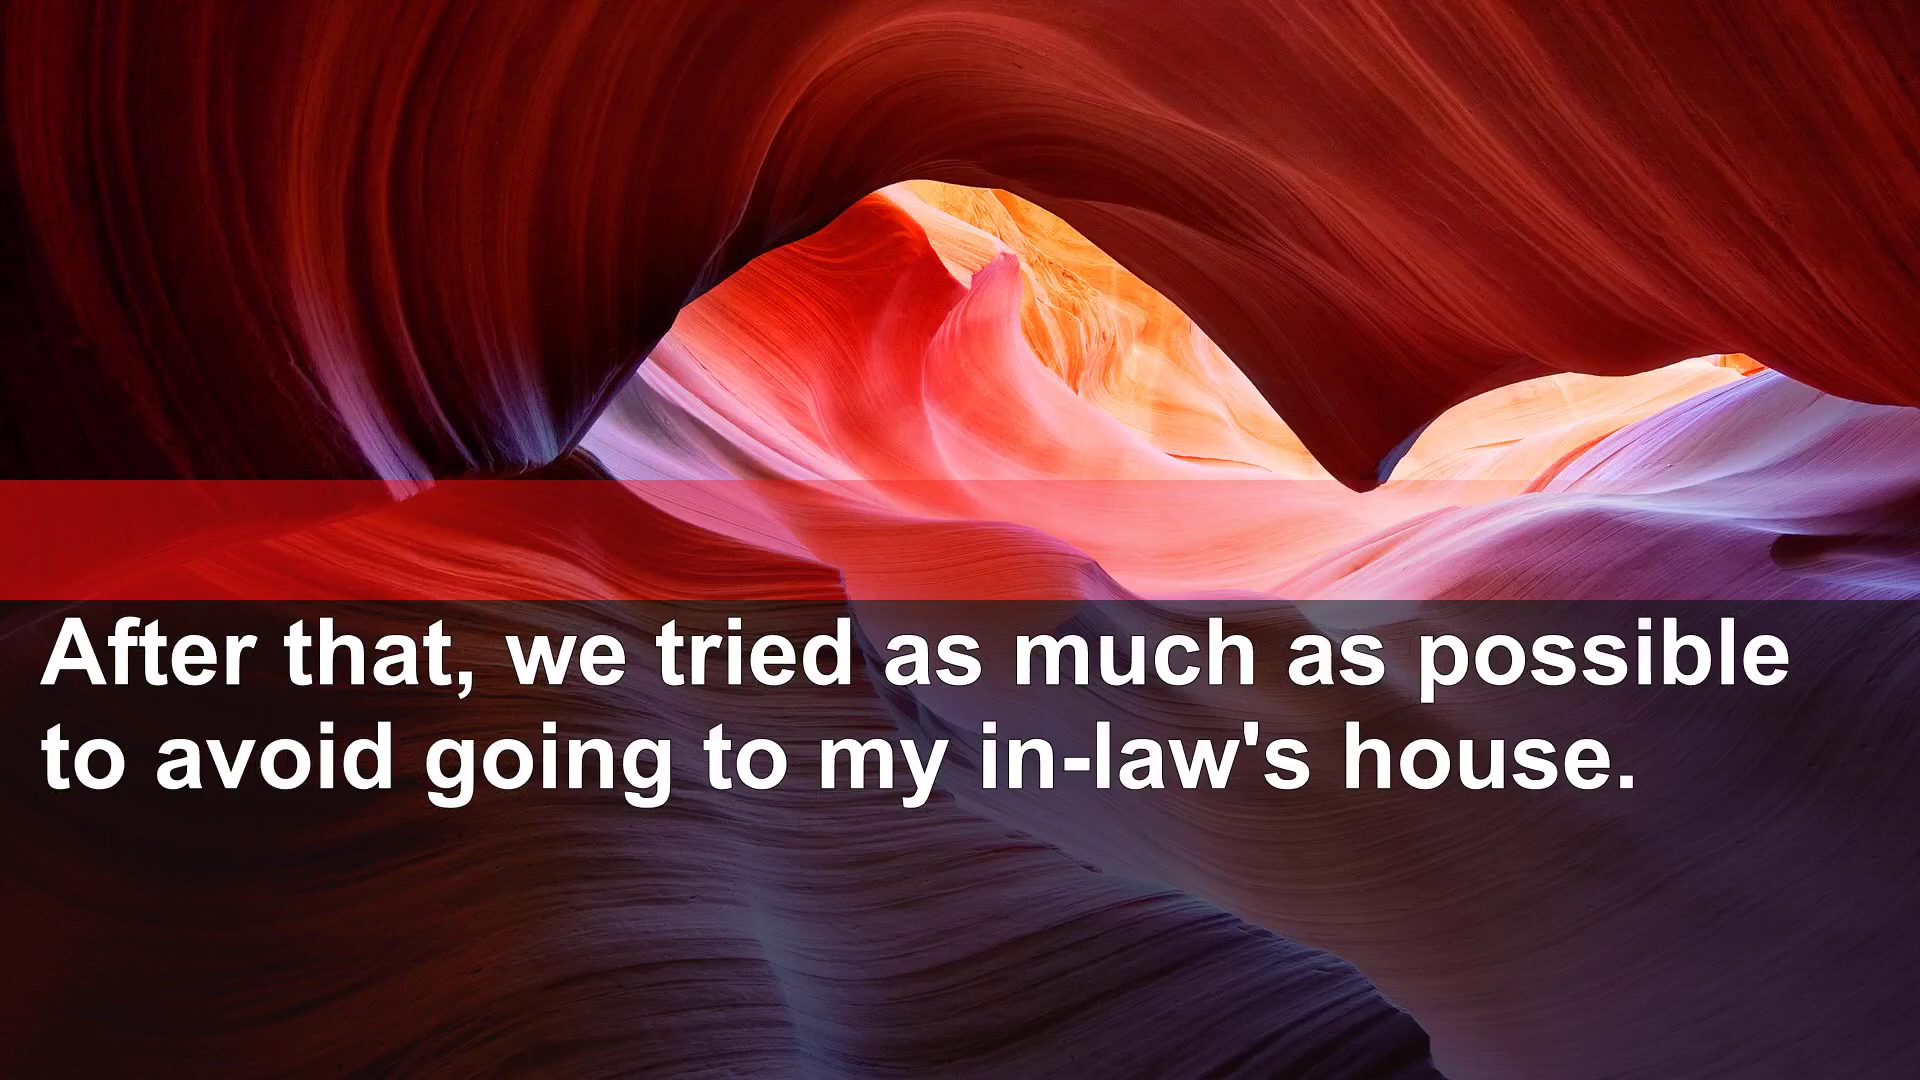 After that, we tried as much as possible
to avoid going to my in-law's house.